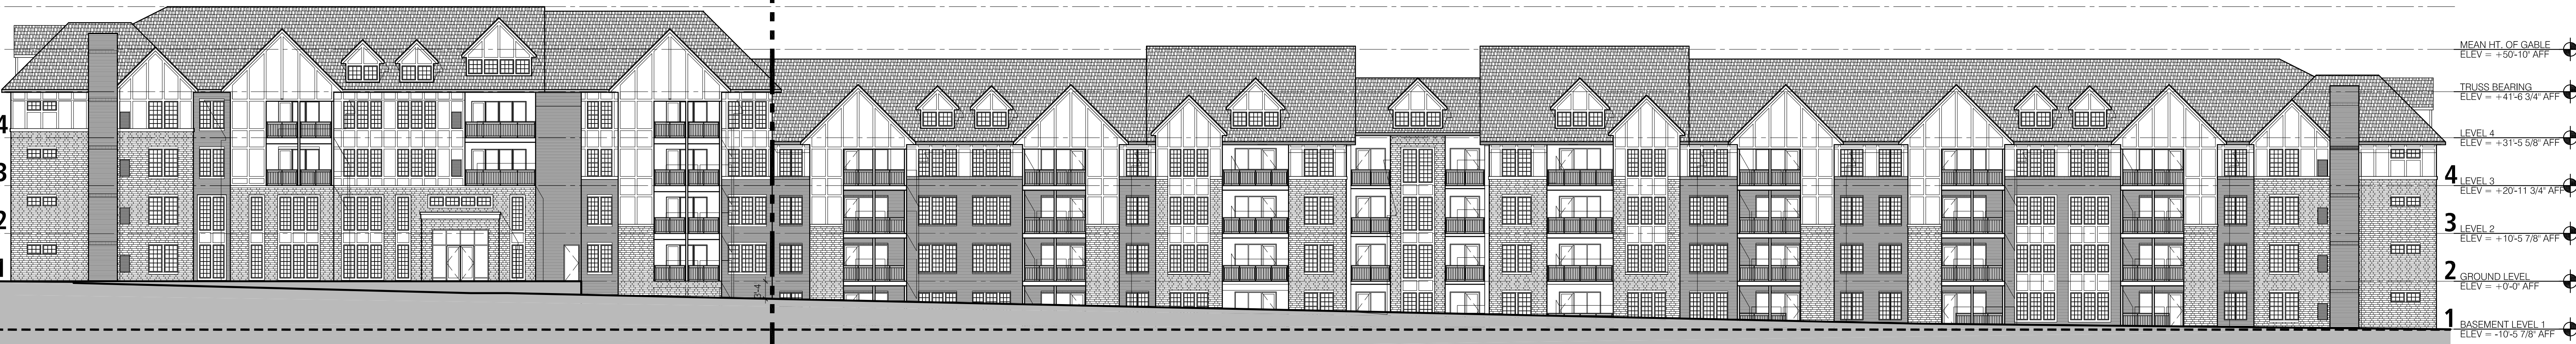 MEAN HT. OF GABLE
ELEV = +50'-10" AFF
TRUSS BEARING
ELEV = +41'-6 3/4" AFF
4
LEVEL 4
ELEV = +31'-5 5/8" AFF
3
4
LEVEL 3
ELEV = +20'-11 3/4" AFF
2
3
LEVEL 2
ELEV = +10'-5 7/8" AFF
1
2
GROUND LEVEL
ELEV = +0'-0" AFF
1
BASEMENT LEVEL 1
ELEV = -10'-5 7/8" AFF